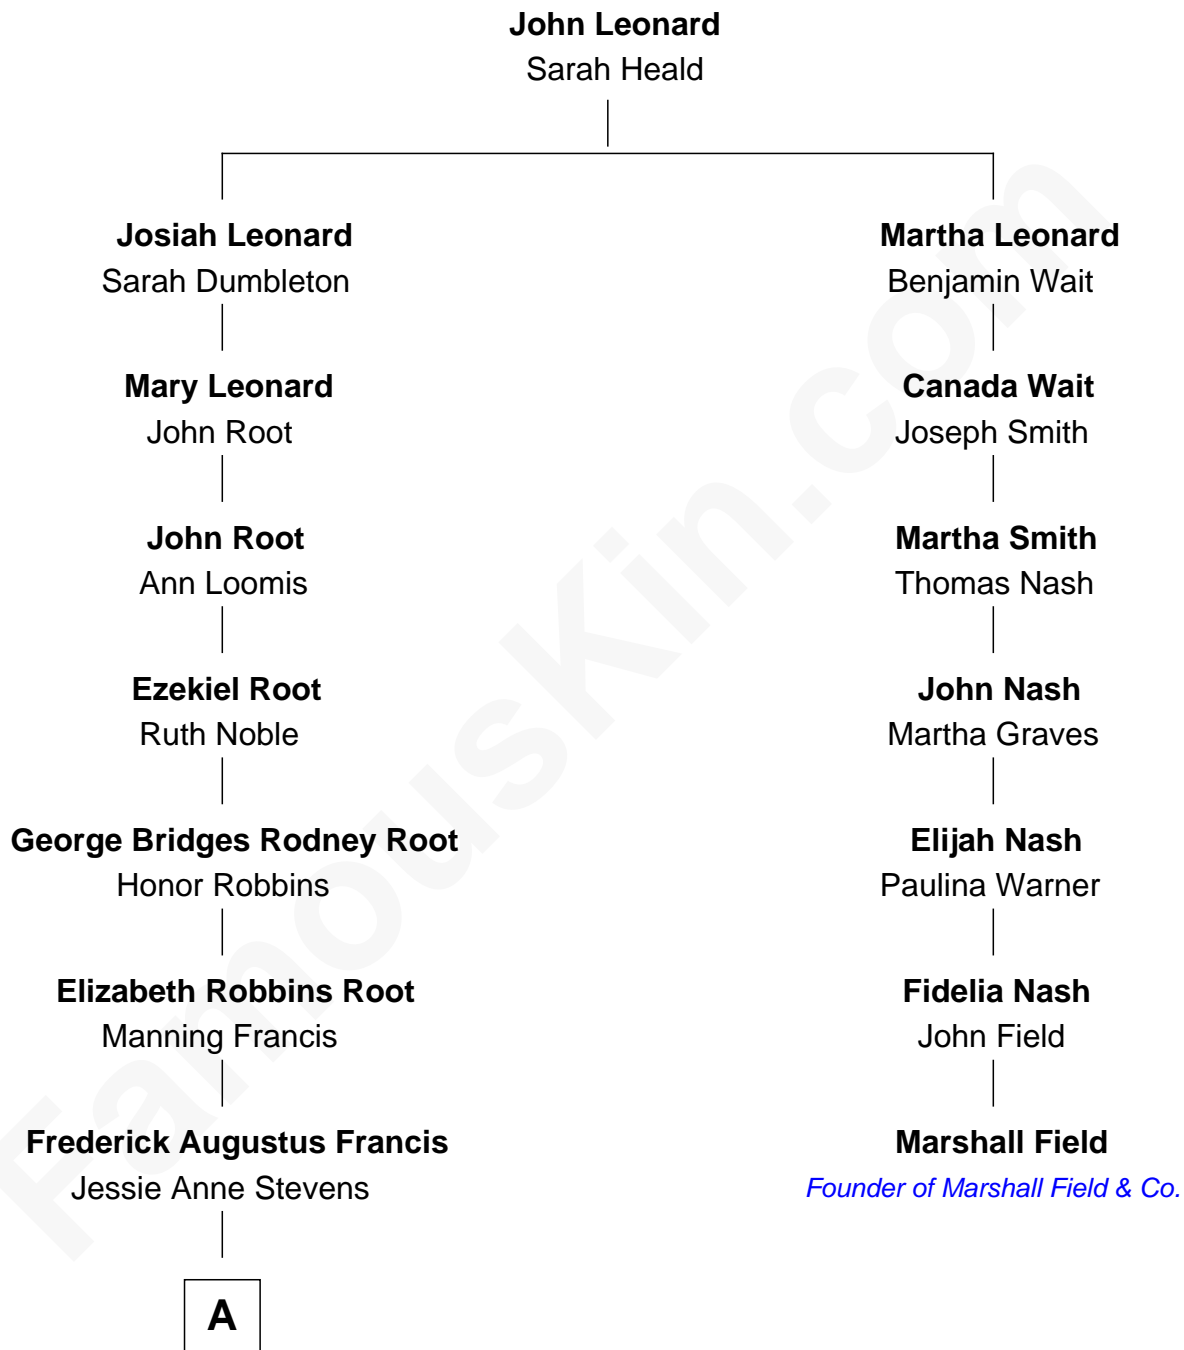 John Leonard
Sarah Heald
Josiah Leonard
Sarah Dumbleton
Mary Leonard
John Root
John Root
Ann Loomis
Ezekiel Root
Ruth Noble
George Bridges Rodney Root
Honor Robbins
Elizabeth Robbins Root
Manning Francis
Frederick Augustus Francis
Jessie Anne Stevens
A
Martha Leonard
Benjamin Wait
Canada Wait
Joseph Smith
Martha Smith
Thomas Nash
John Nash
Martha Graves
Elijah Nash
Paulina Warner
Fidelia Nash
John Field
Marshall Field
Founder of Marshall Field & Co.
FamousKin.com